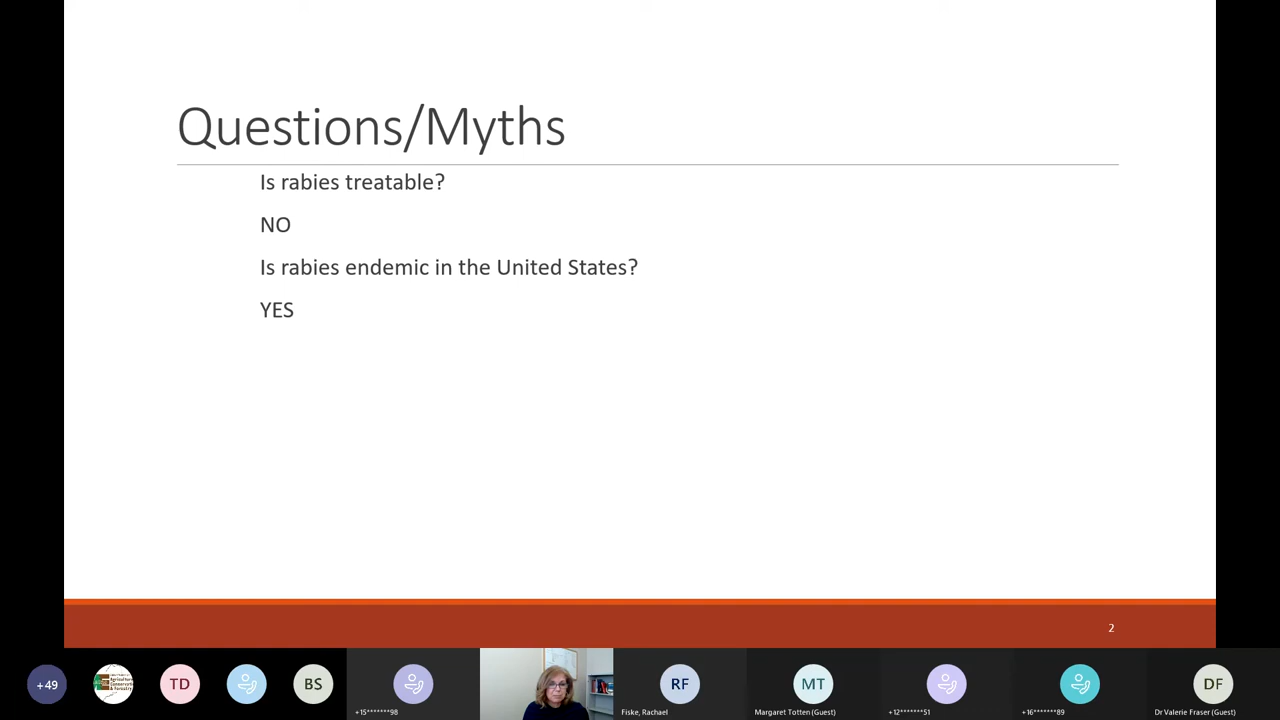 Questions/Myths
Is rabies treatable?
NO
Is rabies endemic in the United States?
YES
2
+49
TD
BS
RF
MT
DF
+15*******98
Fiske, Rachael
Margaret Totten (Guest)
+12*******51
+16*******89
Dr Valerie Fraser (Guest)